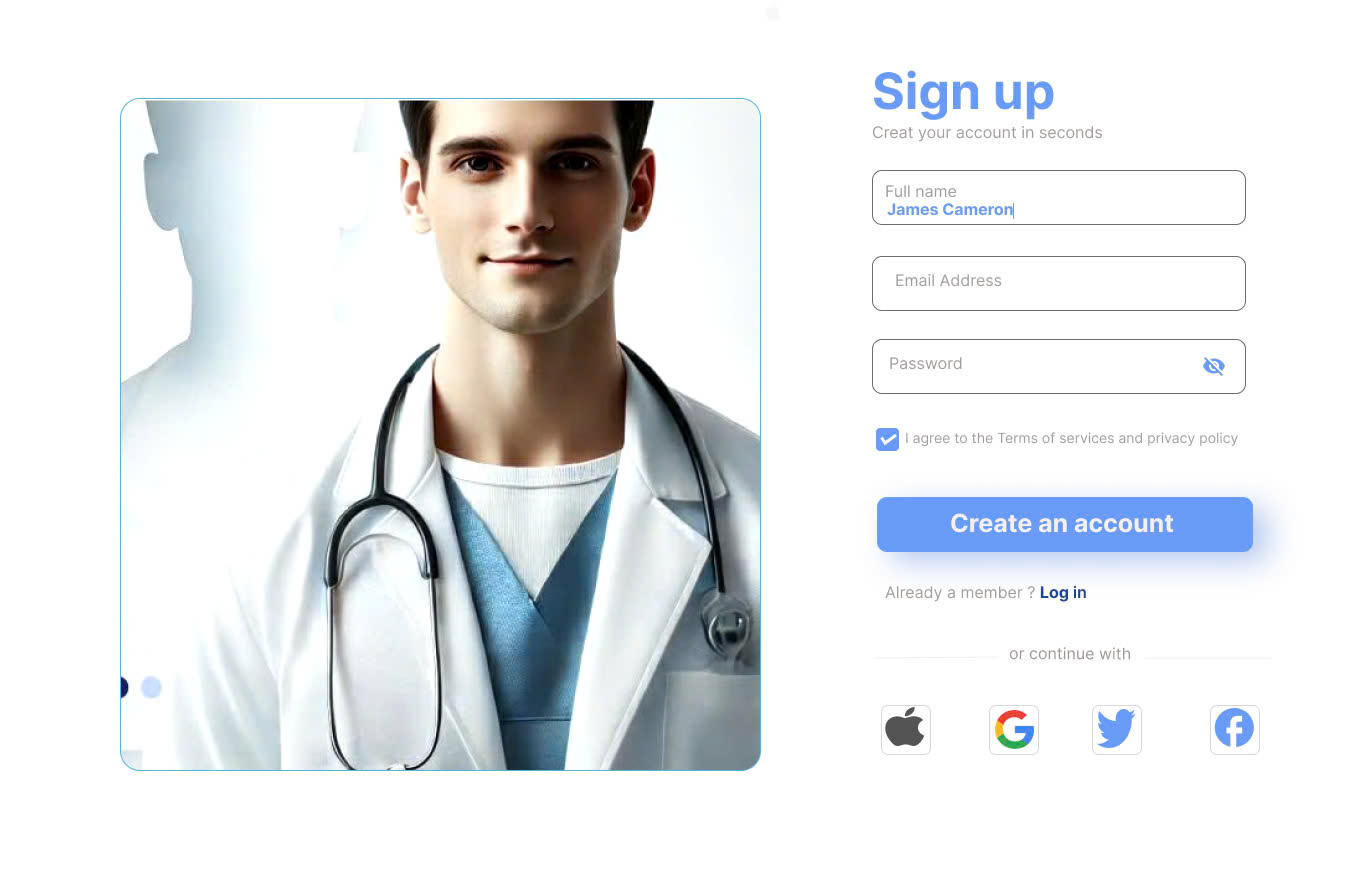 Sign up
Creat your account in seconds
Full name
James Cameron
Email Address
Password
I agree to the Terms of services and privacy policy
Create an account
Already a member ? Log in
or continue with